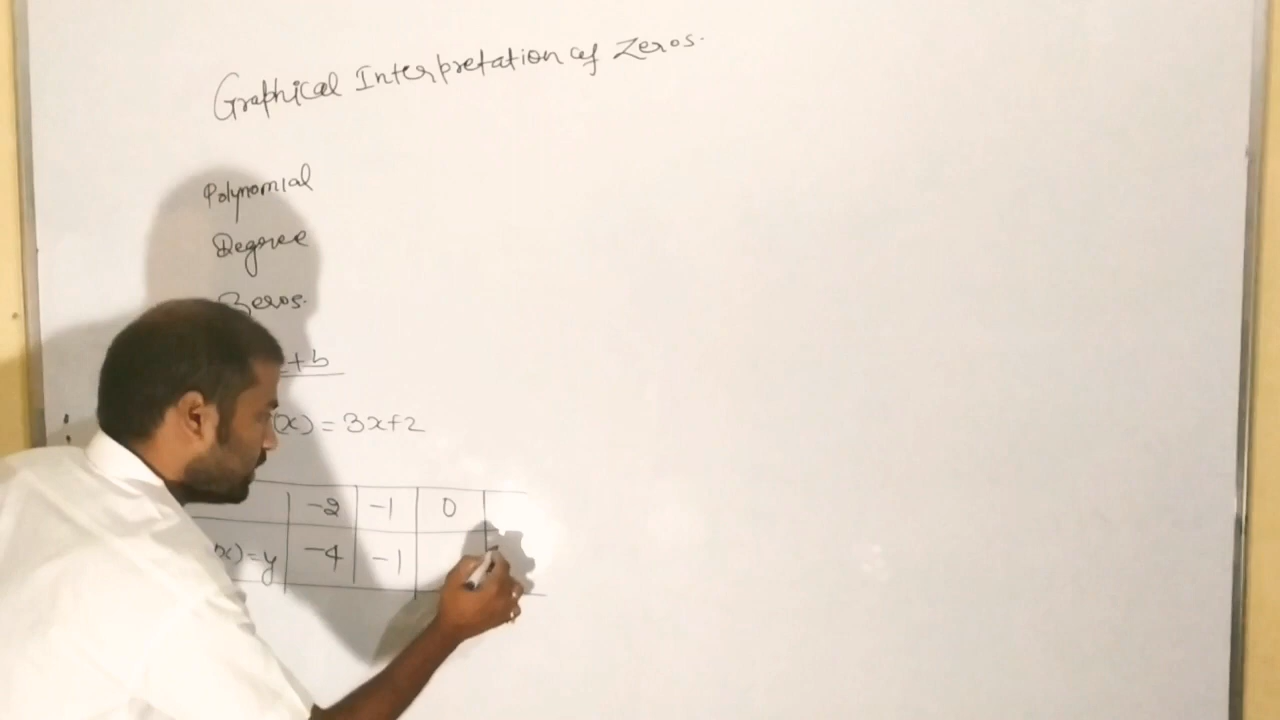 Graphical Interpretation of Zeros.
Polynomial
Degree
Zeros.
+b
(x) = 3x+2
-2 -1 0
x)=y -4 -1